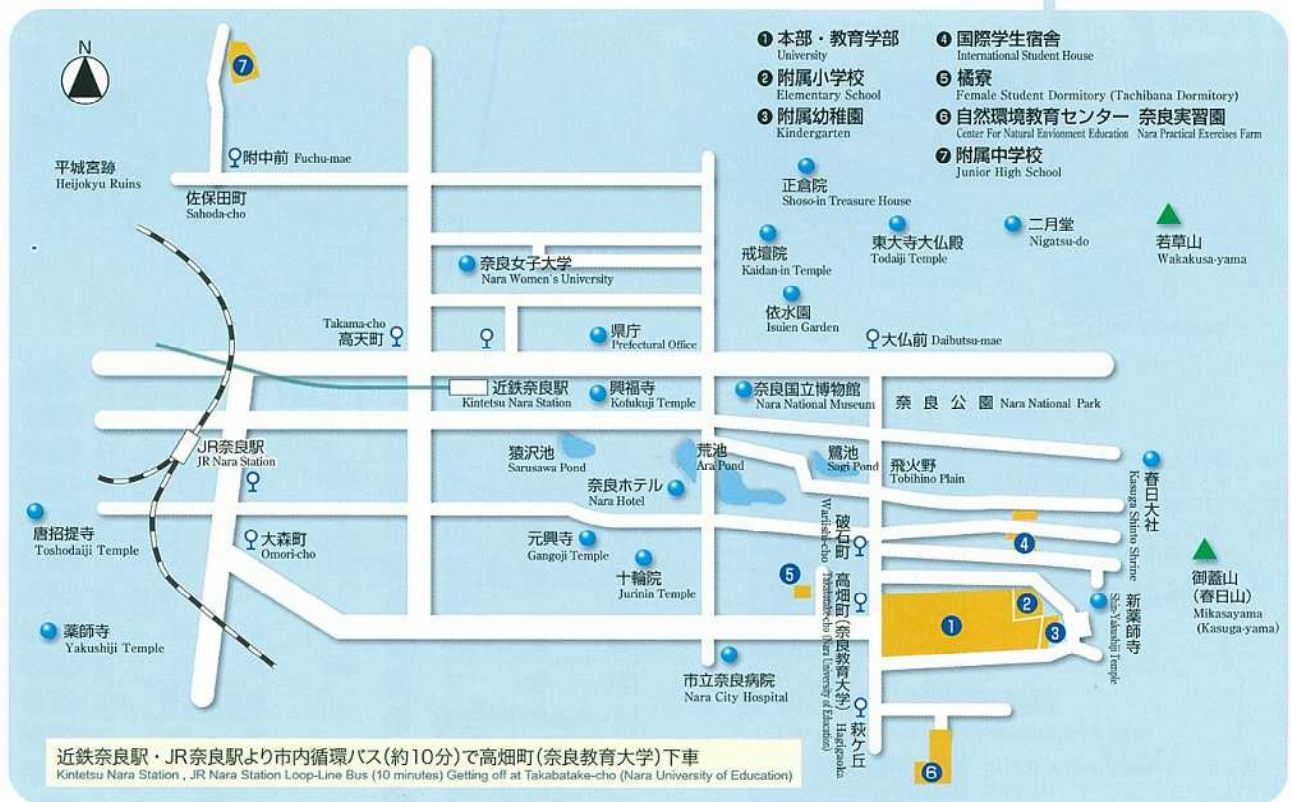 N
❶ 本部・教育学部
University
❷ 附属小学校
Elementary School
❸ 附属幼稚園
Kindergarten
❹ 国際学生宿舎
International Student House
❺ 橘寮
Female Student Dormitory (Tachibana Dormitory)
❻ 自然環境教育センター 奈良実習園
Center For Natural Envionment Education Nara Practical Exercises Farm
❼ 附属中学校
Junior High School
7
附中前 Fuchu-mae
平城宮跡
Heijokyu Ruins
佐保田町
Sahoda-cho
正倉院
Shoso-in Treasure House
戒壇院
Kaidan-in Temple
東大寺大仏殿
Todaiji Temple
二月堂
Nigatsu-do
若草山
Wakakusa-yama
奈良女子大学
Nara Women's University
依水園
Isuien Garden
Takama-cho
高天町
県庁
Prefectural Office
大仏前 Daibutsu-mae
近鉄奈良駅
Kintetsu Nara Station
興福寺
Kofukuji Temple
奈良国立博物館
Nara National Museum
奈良公園 Nara National Park
JR奈良駅
JR Nara Station
猿沢池
Sarusawa Pond
荒池
Ara Pond
鷺池
Sagi Pond
飛火野
Tobihino Plain
奈良ホテル
Nara Hotel
春日大社
Kasuga Shinto Shrine
唐招提寺
Toshodaiji Temple
大森町
Omori-cho
元興寺
Gangoji Temple
十輪院
Jurinin Temple
破石町
Wariishi-cho
4
御蓋山
(春日山)
Mikasayama
(Kasuga-yama)
5
高畑町(奈良教育大学)
Takabatake-cho (Nara University of Education)
1
2
3
新薬師寺
Shin-Yakushiji Temple
薬師寺
Yakushiji Temple
市立奈良病院
Nara City Hospital
萩ケ丘
Hagigaoka
6
近鉄奈良駅・JR奈良駅より市内循環バス(約10分)で高畑町(奈良教育大学)下車
Kintetsu Nara Station , JR Nara Station Loop-Line Bus (10 minutes) Getting off at Takabatake-cho (Nara University of Education)